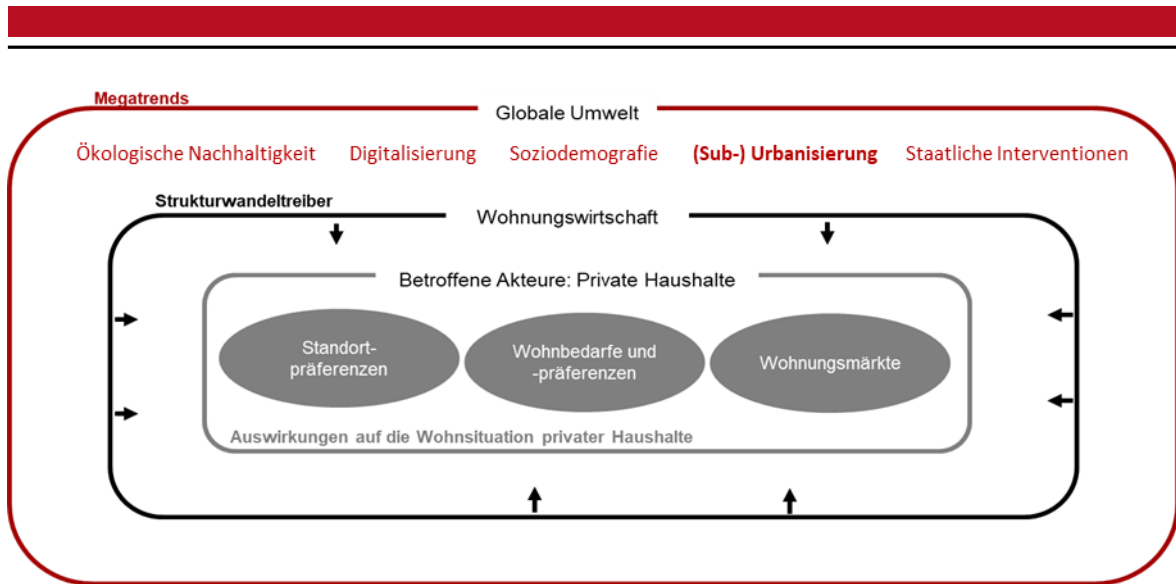 Megatrends
Globale Umwelt
Ökologische Nachhaltigkeit Digitalisierung Soziodemografie (Sub-) Urbanisierung Staatliche Interventionen
Strukturwandeltreiber
Wohnungswirtschaft
Betroffene Akteure: Private Haushalte
Standort-
präferenzen
Wohnbedarfe und
-präferenzen
Wohnungsmärkte
Auswirkungen auf die Wohnsituation privater Haushalte